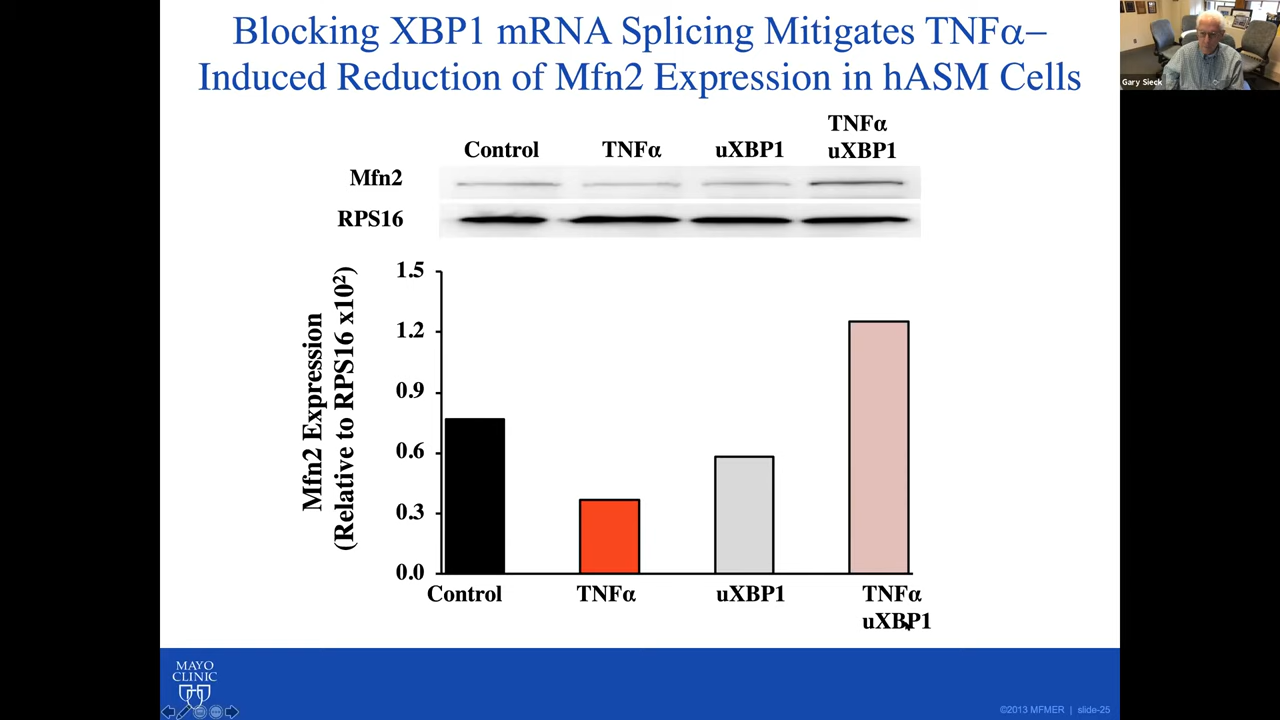 Blocking XBP1 mRNA Splicing Mitigates TNFα–
Induced Reduction of Mfn2 Expression in hASM Cells
Gary Sieck
Control
TNFα
uXBP1
TNFα
uXBP1
Mfn2
RPS16
Mfn2 Expression
(Relative to RPS16 x10²)
1.5
1.2
0.9
0.6
0.3
0.0
Control
TNFα
uXBP1
TNFα
uXBP1
MAYO
CLINIC
©2013 MFMER | slide-25